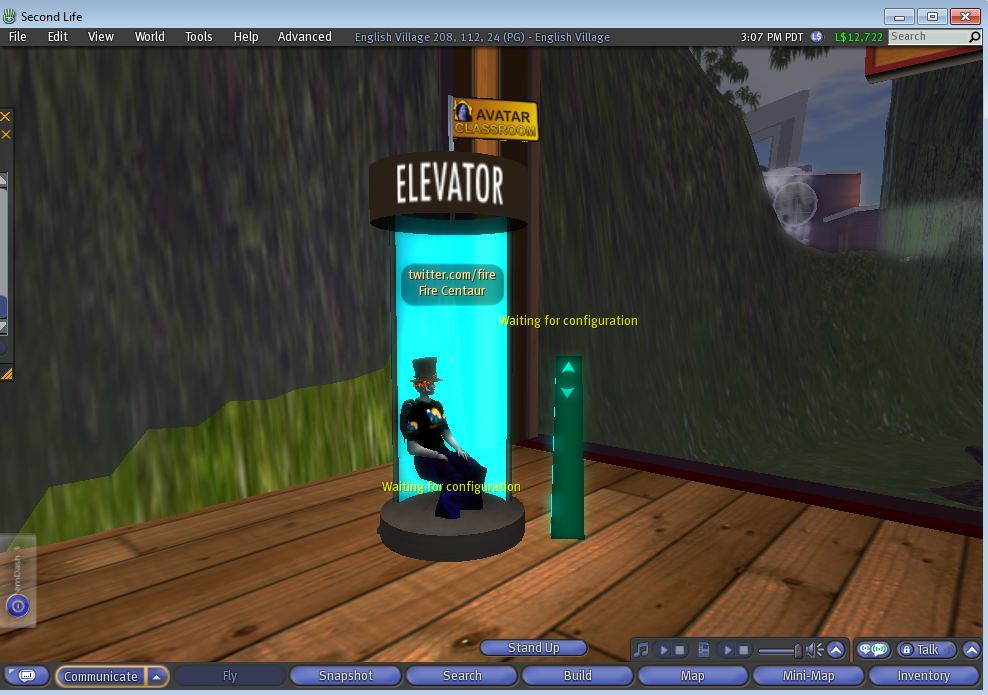 Second Life
File Edit View World Tools Help Advanced English Village 208, 112, 24 (PG) - English Village 3:07 PM PDT L$ L$12,722 Search
AVATAR
CLASSROOM
ELEVATOR
twitter.com/fire
Fire Centaur
Waiting for configuration
Waiting for configuration
Stand Up
Talk
Communicate Fly Snapshot Search Build Map Mini-Map Inventory